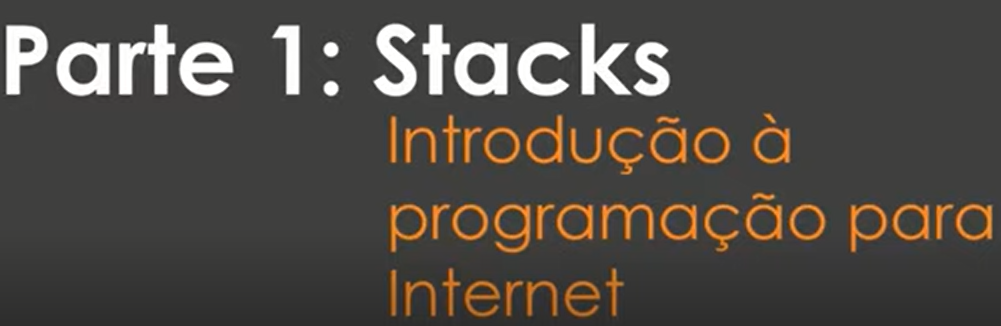 Parte 1: Stacks
Introdução à
programação para
Internet